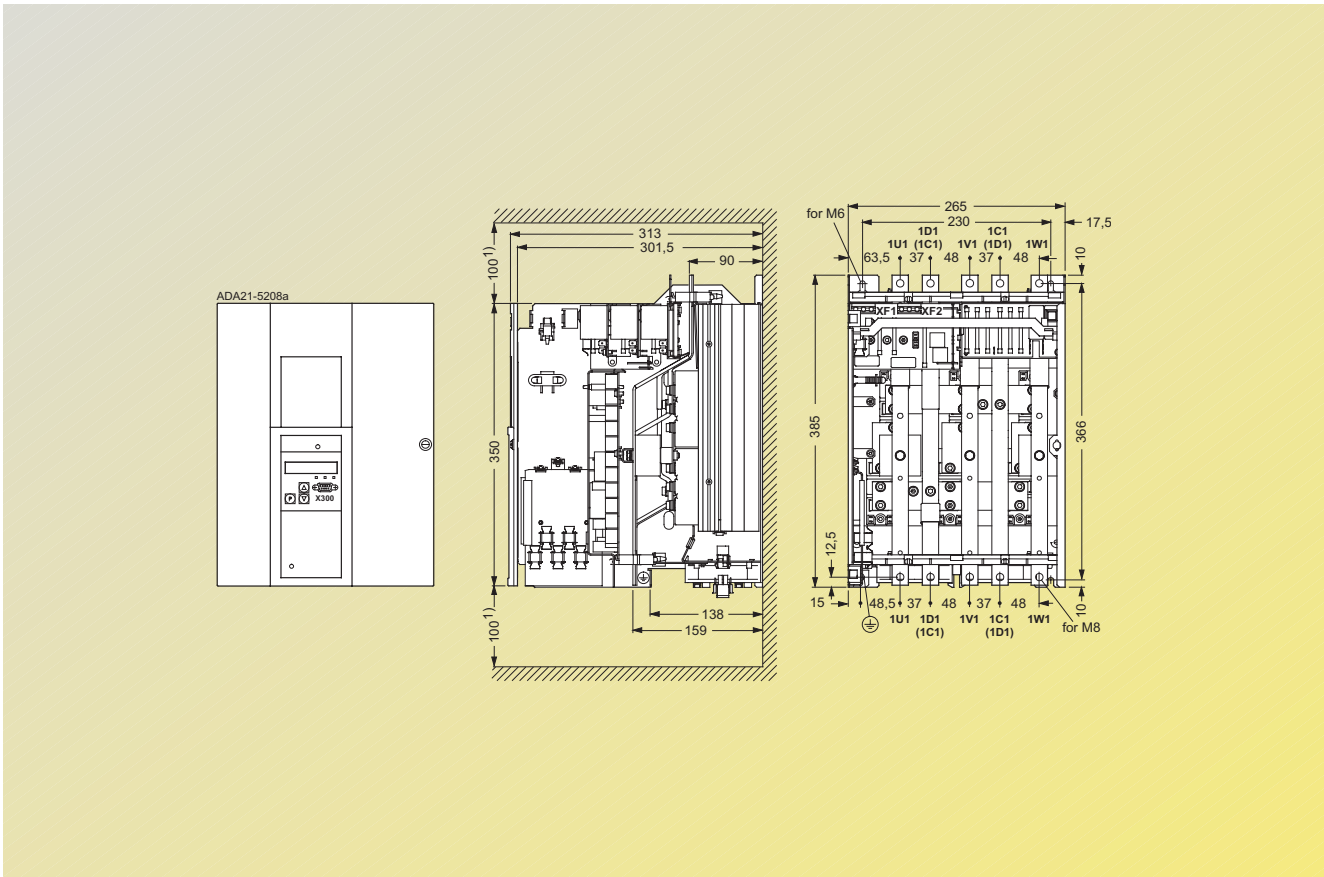 ADA21-5208a
P
X300
313
301,5
90
100 1)
350
100 1)
138
159
265
230
17,5
for M6
1D1
1C1
1U1 (1C1) 1V1 (1D1) 1W1
63,5 37 48 37 48
10
XF1 XF2
385
366
12,5
15
48,5 37 48 37 48
10
1U1 1D1 1V1 1C1 1W1
(1C1) (1D1)
for M8